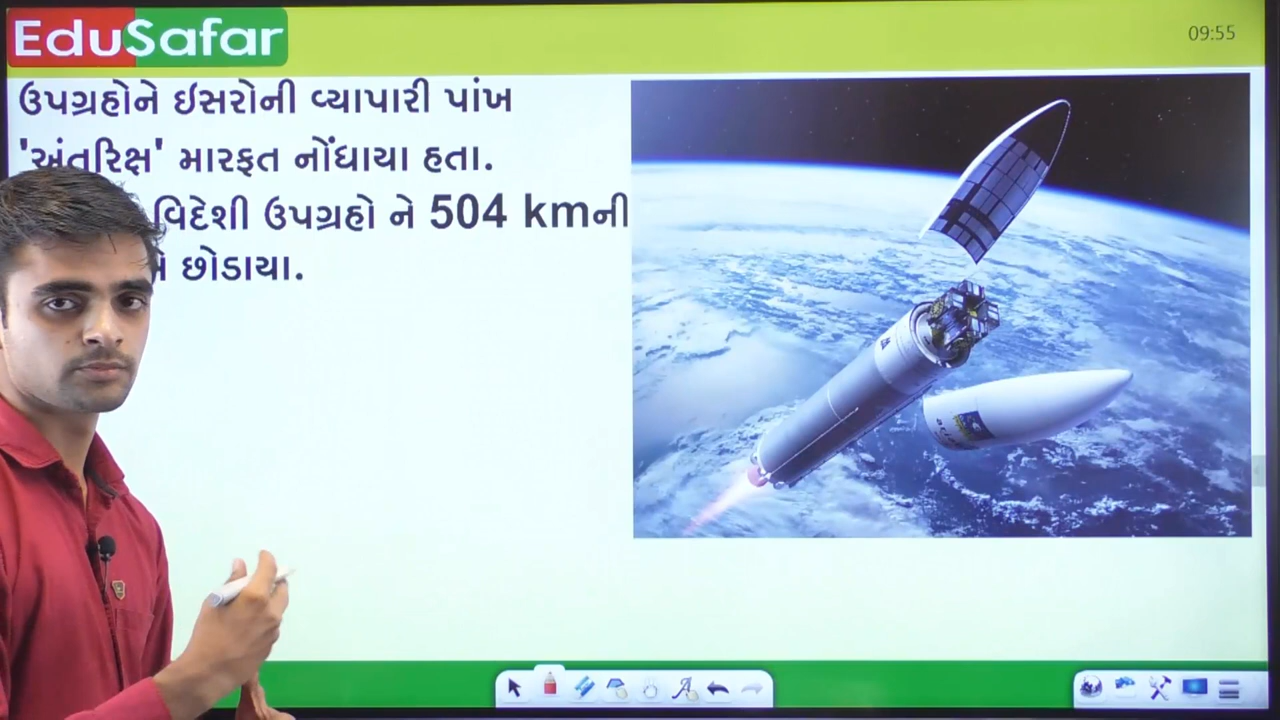 EduSafar
09:55
ઉપગ્રહોને ઇસરોની વ્યાપારી પાંખ
'અંતરિક્ષ' મારફત નોંધાયા હતા.
વિદેશી ઉપગ્રહો ને 504 kmની
છોડાયા.